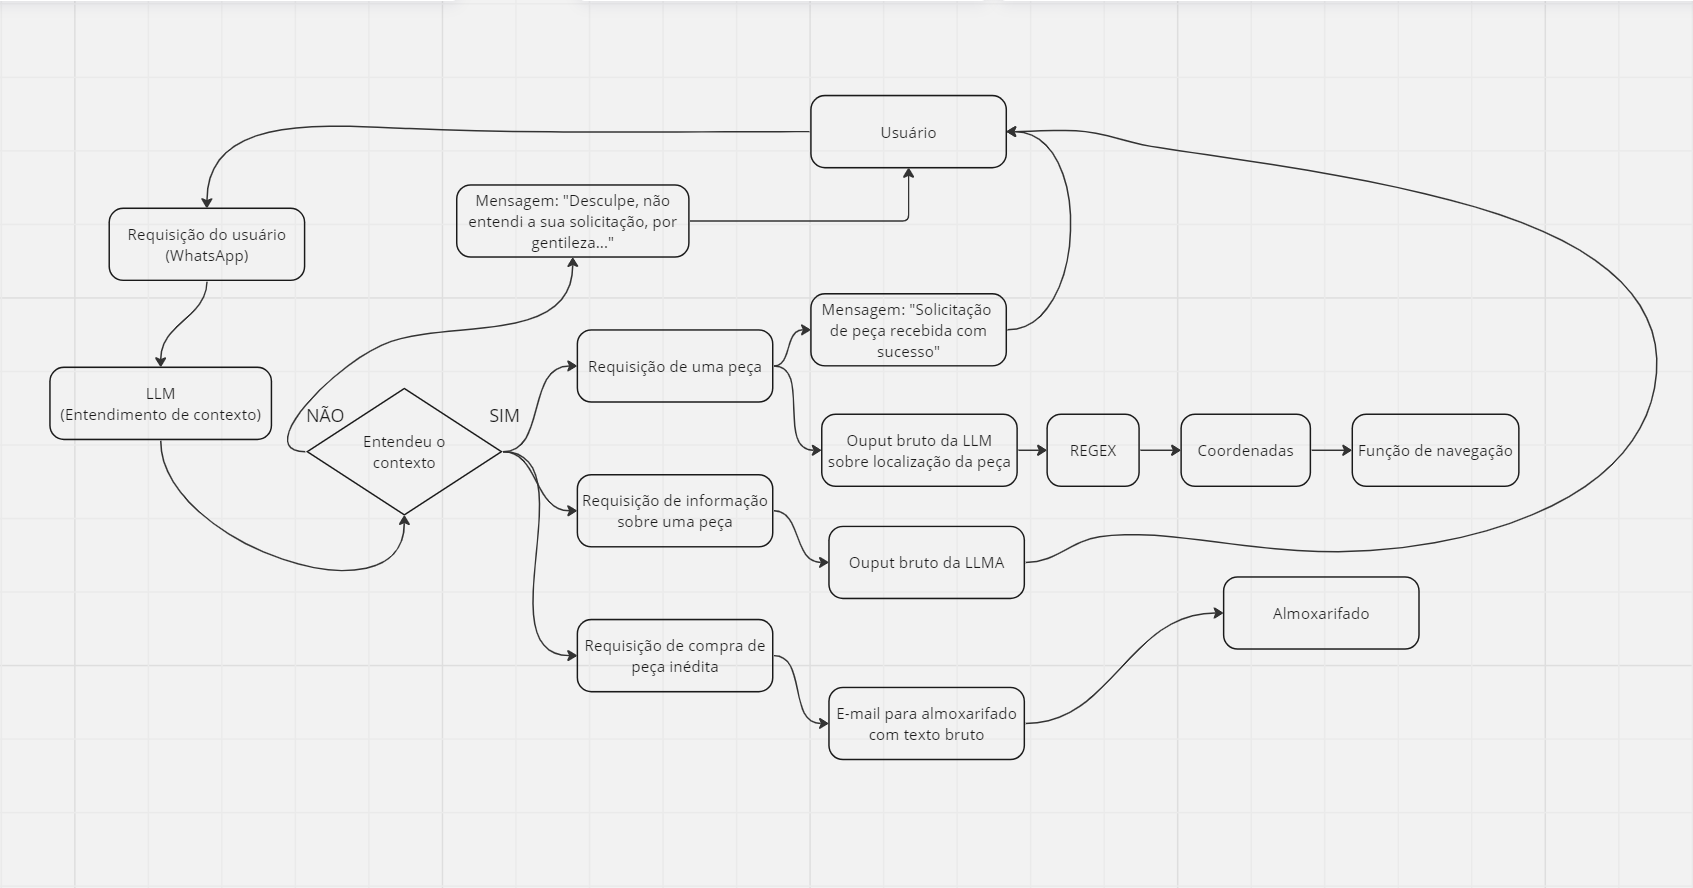 Usuário
Mensagem: "Desculpe, não
entendi a sua solicitação, por
gentileza..."
Requisição do usuário
(WhatsApp)
Mensagem: "Solicitação
de peça recebida com
sucesso"
Requisição de uma peça
LLM
(Entendimento de contexto)
NÃO
SIM
Entendeu o
contexto
Ouput bruto da LLM
sobre localização da peça
REGEX
Coordenadas
Função de navegação
Requisição de informação
sobre uma peça
Ouput bruto da LLMA
Almoxarifado
Requisição de compra de
peça inédita
E-mail para almoxarifado
com texto bruto